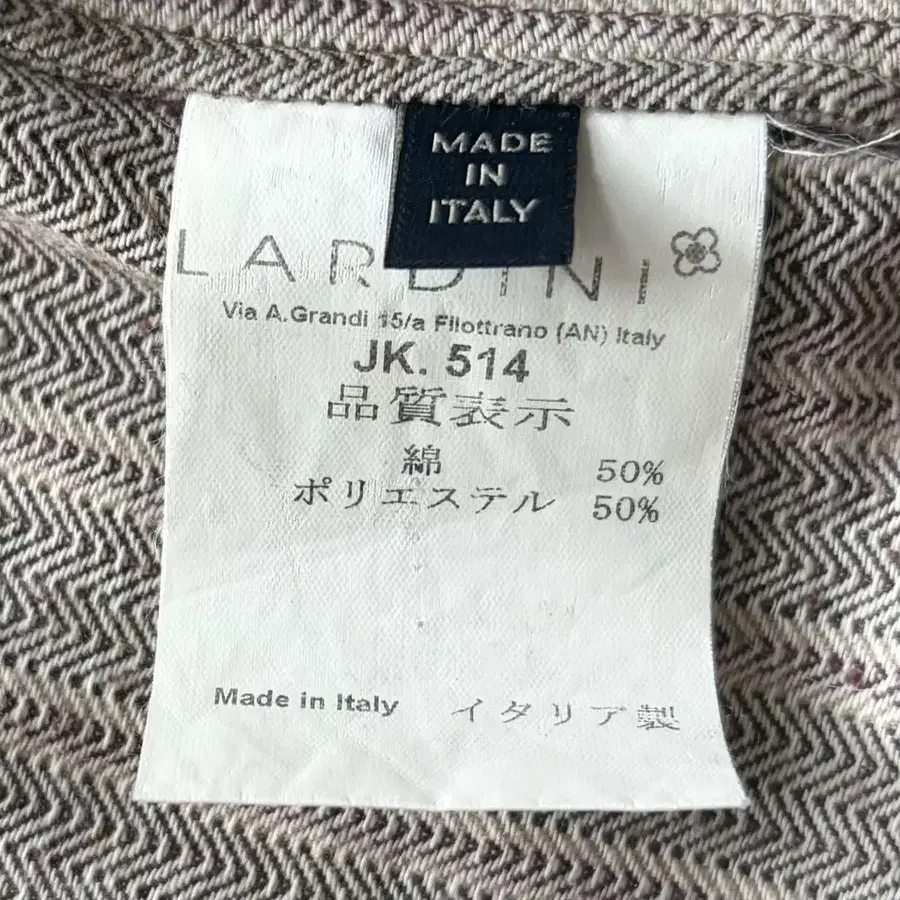 MADE
IN
ITALY
LARDINI
Via A.Grandi 15/a Filottrano (AN) Italy
JK. 514
品質表示
綿 50%
ポリエステル 50%
Made in Italy イタリア製